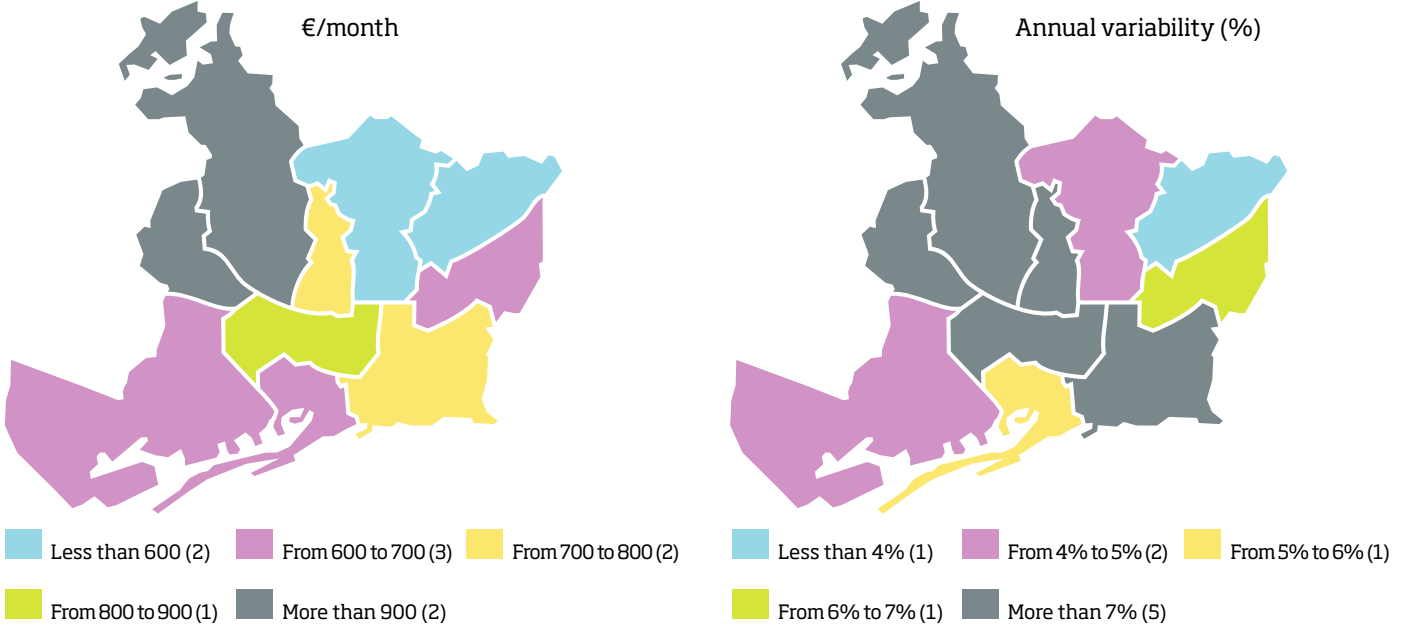 €/month
Less than 600 (2)
From 600 to 700 (3)
From 700 to 800 (2)
From 800 to 900 (1)
More than 900 (2)
Annual variability (%)
Less than 4% (1)
From 4% to 5% (2)
From 5% to 6% (1)
From 6% to 7% (1)
More than 7% (5)